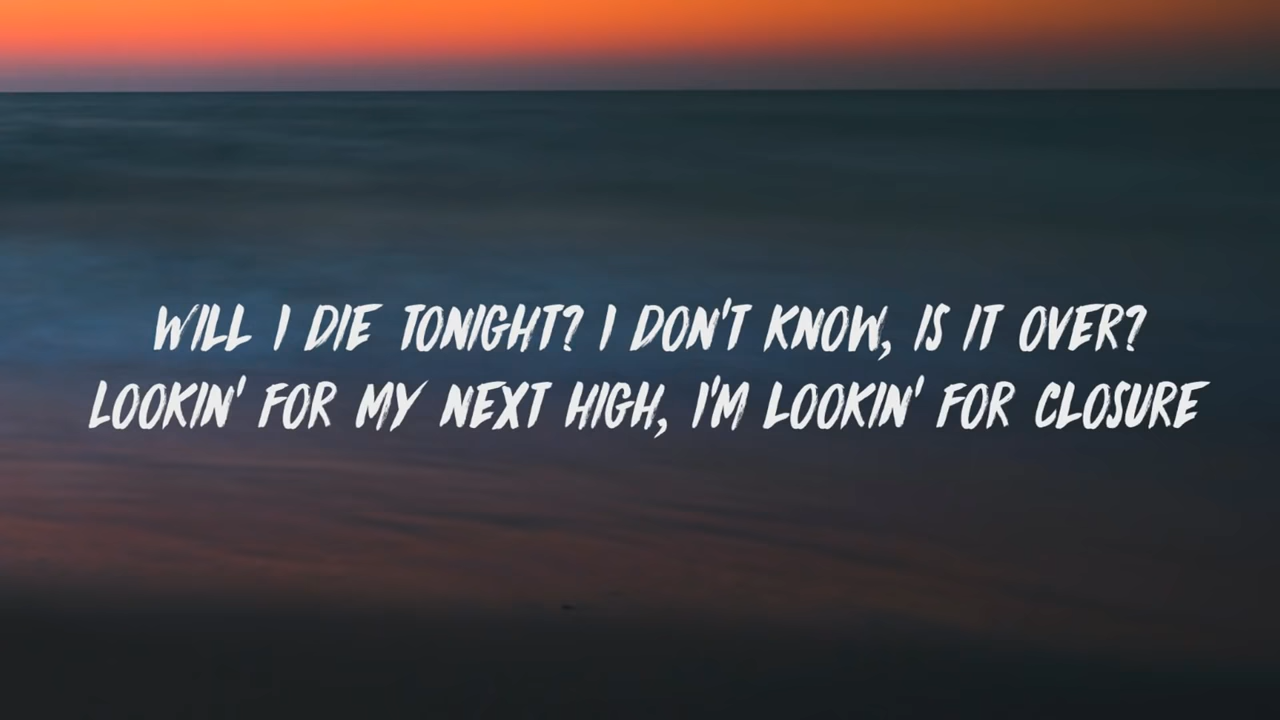 WILL I DIE TONIGHT? I DON'T KNOW, IS IT OVER?
LOOKIN' FOR MY NEXT HIGH, I'M LOOKIN' FOR CLOSURE